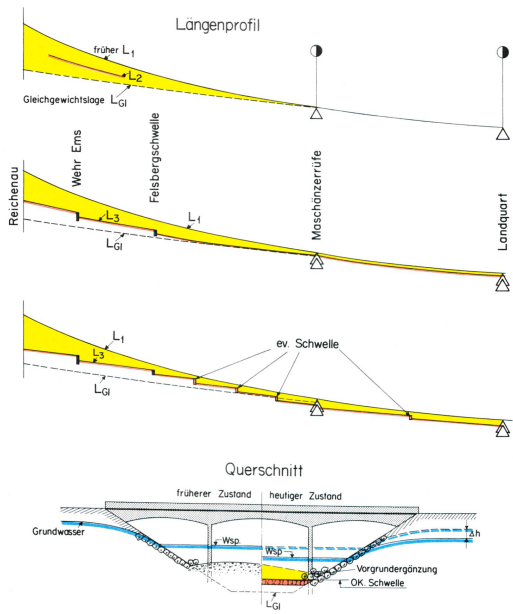 Längenprofil
früher L1
L2
Gleichgewichtslage LGl
Reichenau
Wehr Ems
Felsbergschwelle
Maschänzerrüfe
Landquart
L3
L1
LGl
L1
L3
ev. Schwelle
LGl
Querschnitt
früherer Zustand
heutiger Zustand
Grundwasser
Wsp.
Wsp
Δh
Vorgrundergänzung
OK. Schwelle
LGl